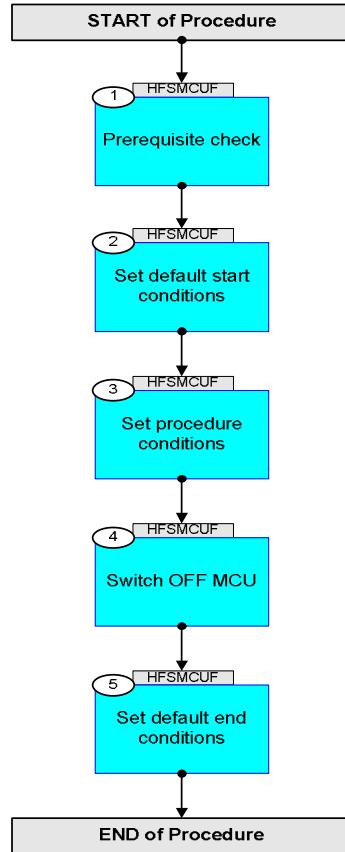 START of Procedure
HFSMCUF
1
Prerequisite check
HFSMCUF
2
Set default start
conditions
HFSMCUF
3
Set procedure
conditions
HFSMCUF
4
Switch OFF MCU
HFSMCUF
5
Set default end
conditions
END of Procedure